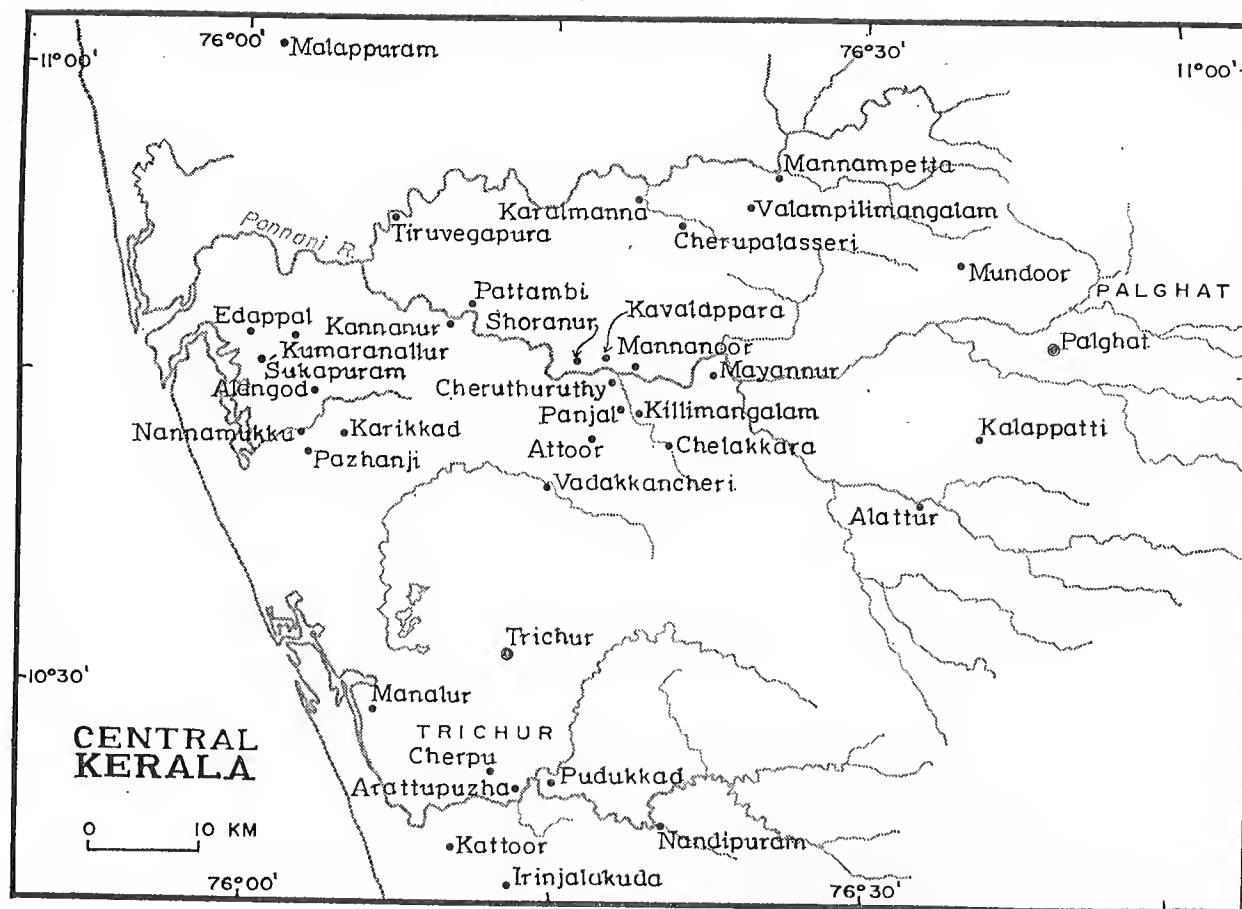 76°00'
Malappuram
11°00'
76°30'
11°00'
Mannampetta
Karalmanna
Valampilimangalam
Tiruvegapura
Cherupalasseri
Ponnani R.
Mundoor
PALGHAT
Pattambi
Kavalappara
Edappal
Kannanur
Shoranur
Mannanoor
Palghat
Kumaranallur
Śukapuram
Mayannur
Alangod
Cheruthuruthy
Panjal
Killimangalam
Nannamukku
Karikkad
Attoor
Chelakkara
Kalappatti
Pazhanji
Vadakkancheri
Alattur
Trichur
10°30'
Manalur
CENTRAL
KERALA
TRICHUR
Cherpu
Arattupuzha
Pudukkad
0 10 KM
Kattoor
Nandipuram
76°00'
Irinjalukuda
76°30'